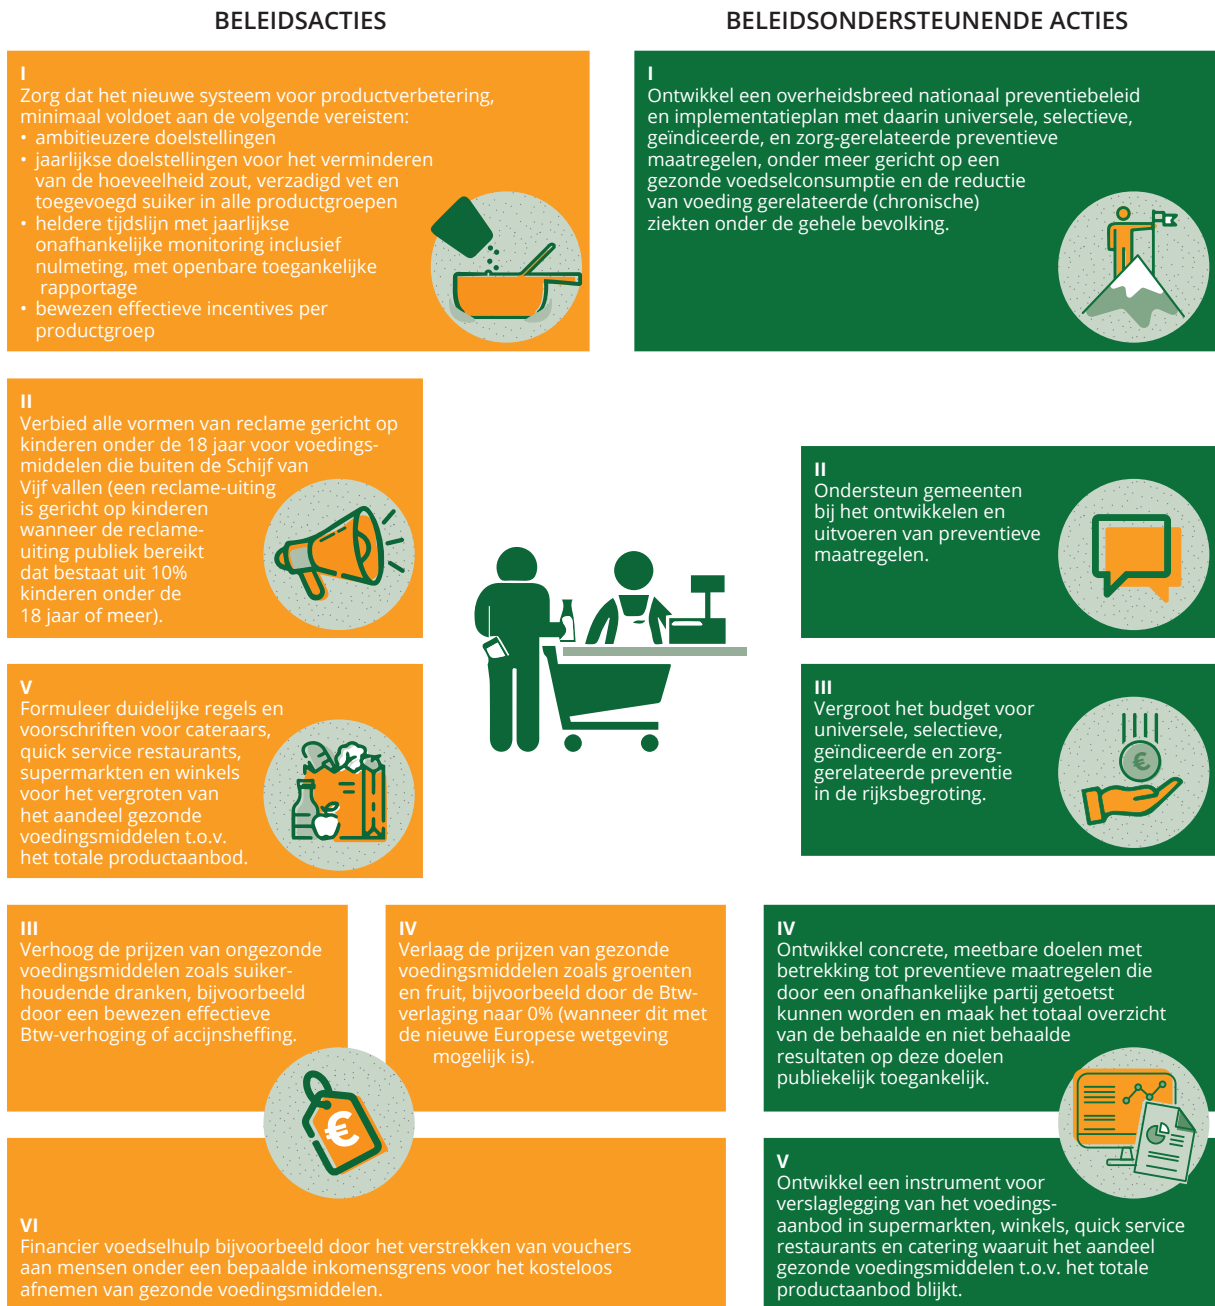 BELEIDSACTIES
I
Zorg dat het nieuwe systeem voor productverbetering,
minimaal voldoet aan de volgende vereisten:
• ambitieuzere doelstellingen
• jaarlijkse doelstellingen voor het verminderen
van de hoeveelheid zout, verzadigd vet en
toegevoegd suiker in alle productgroepen
• heldere tijdslijn met jaarlijkse
onafhankelijke monitoring inclusief
nulmeting, met openbare toegankelijke
rapportage
• bewezen effectieve incentives per
productgroep
II
Verbied alle vormen van reclame gericht op
kinderen onder de 18 jaar voor voedings-
middelen die buiten de Schijf van
Vijf vallen (een reclame-uiting
is gericht op kinderen
wanneer de reclame-
uiting publiek bereikt
dat bestaat uit 10%
kinderen onder de
18 jaar of meer).
V
Formuleer duidelijke regels en
voorschriften voor cateraars,
quick service restaurants,
supermarkten en winkels
voor het vergroten van
het aandeel gezonde
voedingsmiddelen t.o.v.
het totale productaanbod.
III
Verhoog de prijzen van ongezonde
voedingsmiddelen zoals suiker-
houdende dranken, bijvoorbeeld
door een bewezen effectieve
Btw-verhoging of accijnsheffing.
IV
Verlaag de prijzen van gezonde
voedingsmiddelen zoals groenten
en fruit, bijvoorbeeld door de Btw-
verlaging naar 0% (wanneer dit met
de nieuwe Europese wetgeving
mogelijk is).
€
VI
Financier voedselhulp bijvoorbeeld door het verstrekken van vouchers
aan mensen onder een bepaalde inkomensgrens voor het kosteloos
afnemen van gezonde voedingsmiddelen.
BELEIDSONDERSTEUNENDE ACTIES
I
Ontwikkel een overheidsbreed nationaal preventiebeleid
en implementatieplan met daarin universele, selectieve,
geïndiceerde, en zorg-gerelateerde preventieve
maatregelen, onder meer gericht op een
gezonde voedselconsumptie en de reductie
van voeding gerelateerde (chronische)
ziekten onder de gehele bevolking.
II
Ondersteun gemeenten
bij het ontwikkelen en
uitvoeren van preventieve
maatregelen.
III
Vergroot het budget voor
universele, selectieve,
geïndiceerde en zorg-
gerelateerde preventie
in de rijksbegroting.
€
IV
Ontwikkel concrete, meetbare doelen met
betrekking tot preventieve maatregelen die
door een onafhankelijke partij getoetst
kunnen worden en maak het totaal overzicht
van de behaalde en niet behaalde
resultaten op deze doelen
publiekelijk toegankelijk.
V
Ontwikkel een instrument voor
verslaglegging van het voedings-
aanbod in supermarkten, winkels, quick service
restaurants en catering waaruit het aandeel
gezonde voedingsmiddelen t.o.v. het totale
productaanbod blijkt.